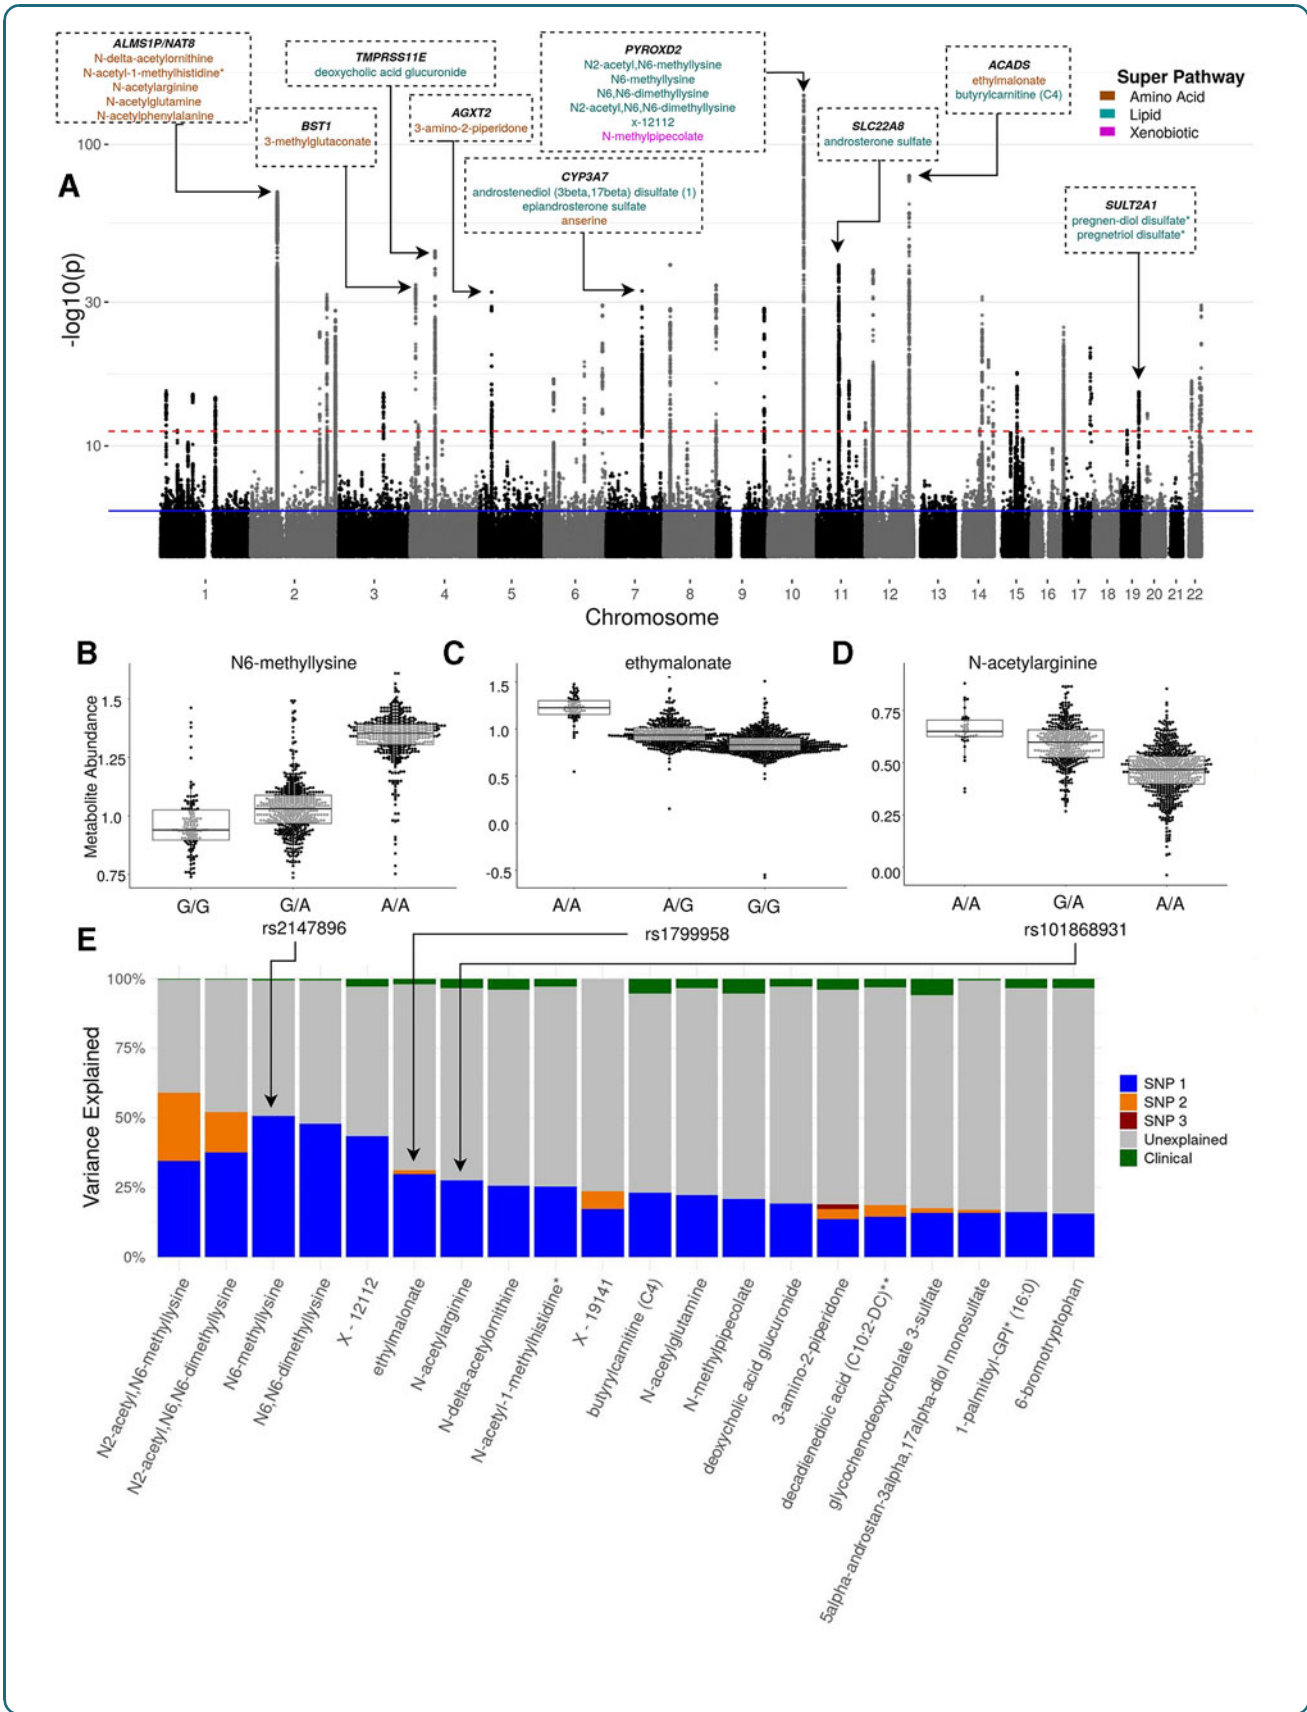 ALMS1P/NAT8
N-delta-acetylornithine
N-acetyl-1-methylhistidine*
N-acetylarginine
N-acetylglutamine
N-acetylphenylalanine
TMPRSS11E
deoxycholic acid glucuronide
BST1
3-methylglutaconate
AGXT2
3-amino-2-piperidone
PYROXD2
N2-acetyl,N6-methyllysine
N6-methyllysine
N6,N6-dimethyllysine
N2-acetyl,N6,N6-dimethyllysine
x-12112
N-methylpipecolate
CYP3A7
androstenediol (3beta,17beta) disulfate (1)
epiandrosterone sulfate
anserine
SLC22A8
androsterone sulfate
ACADS
ethylmalonate
butyrylcarnitine (C4)
SULT2A1
pregnen-diol disulfate*
pregnetriol disulfate*
Super Pathway
Amino Acid
Lipid
Xenobiotic
A
-log10(p)
100
30
10
1 2 3 4 5 6 7 8 9 10 11 12 13 14 15 16 17 18 19 20 21 22
Chromosome
B
N6-methyllysine
Metabolite Abundance
1.5
1.25
1.0
0.75
G/G G/A A/A
rs2147896
C
ethymalonate
1.5
1.0
0.5
0.0
-0.5
A/A A/G G/G
rs1799958
D
N-acetylarginine
0.75
0.50
0.25
0.00
A/A G/A A/A
rs101868931
E
Variance Explained
100%
75%
50%
25%
0%
SNP 1
SNP 2
SNP 3
Unexplained
Clinical
N2-acetyl,N6-methyllysine
N2-acetyl,N6,N6-dimethyllysine
N6-methyllysine
N6,N6-dimethyllysine
X - 12112
ethylmalonate
N-acetylarginine
N-delta-acetylornithine
N-acetyl-1-methylhistidine*
X - 19141
butyrylcarnitine (C4)
N-acetylglutamine
N-methylpipecolate
deoxycholic acid glucuronide
3-amino-2-piperidone
decadienedioic acid (C10:2-DC)**
glycochenodeoxycholate 3-sulfate
5alpha-androstan-3alpha,17alpha-diol monosulfate
1-palmitoyl-GPI* (16:0)
6-bromotryptophan